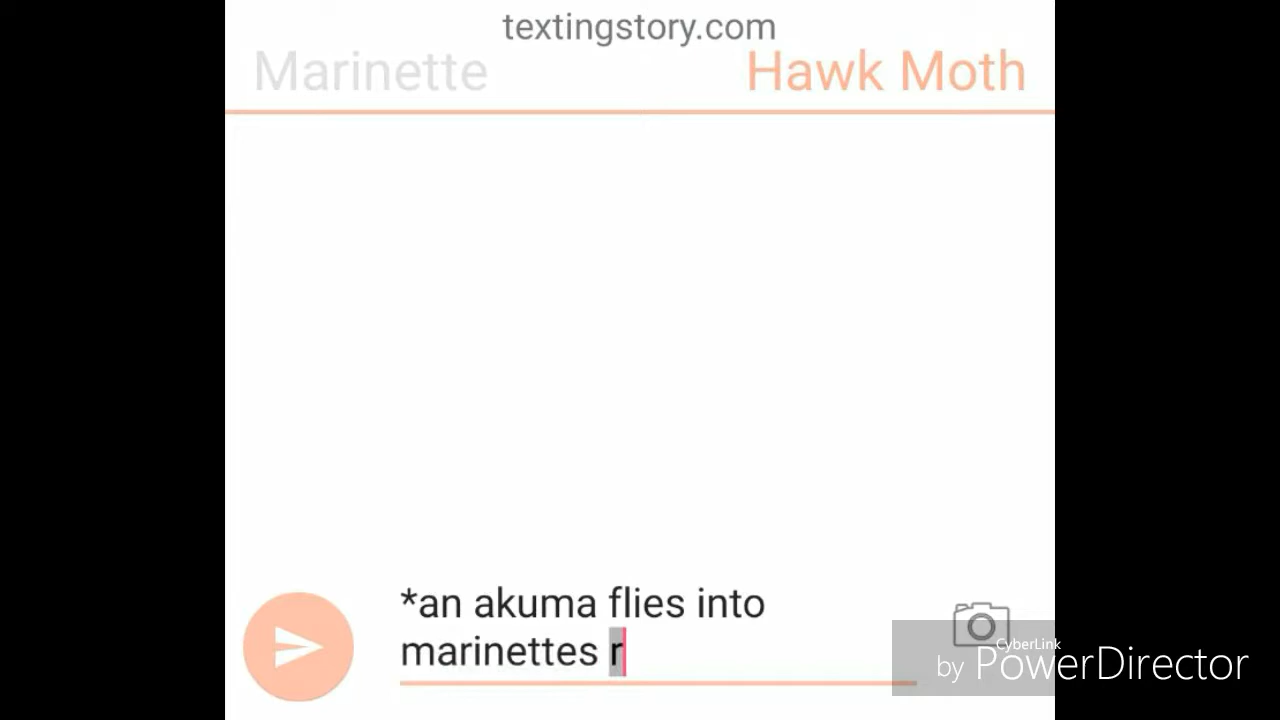 textingstory.com
Marinette Hawk Moth
*an akuma flies into
marinettes r
CyberLink
by PowerDirector